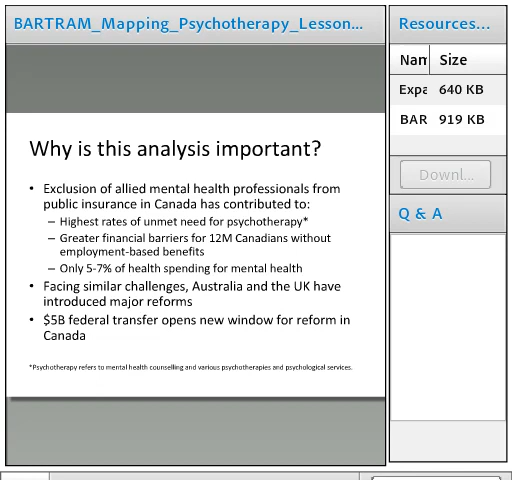 BARTRAM_Mapping_Psychotherapy_Lesson...
Resources...
Nam Size
Expa 640 KB
BAR 919 KB
Downl...
Q & A
Why is this analysis important?
• Exclusion of allied mental health professionals from
public insurance in Canada has contributed to:
– Highest rates of unmet need for psychotherapy*
– Greater financial barriers for 12M Canadians without
employment-based benefits
– Only 5-7% of health spending for mental health
• Facing similar challenges, Australia and the UK have
introduced major reforms
• $5B federal transfer opens new window for reform in
Canada
*Psychotherapy refers to mental health counselling and various psychotherapies and psychological services.